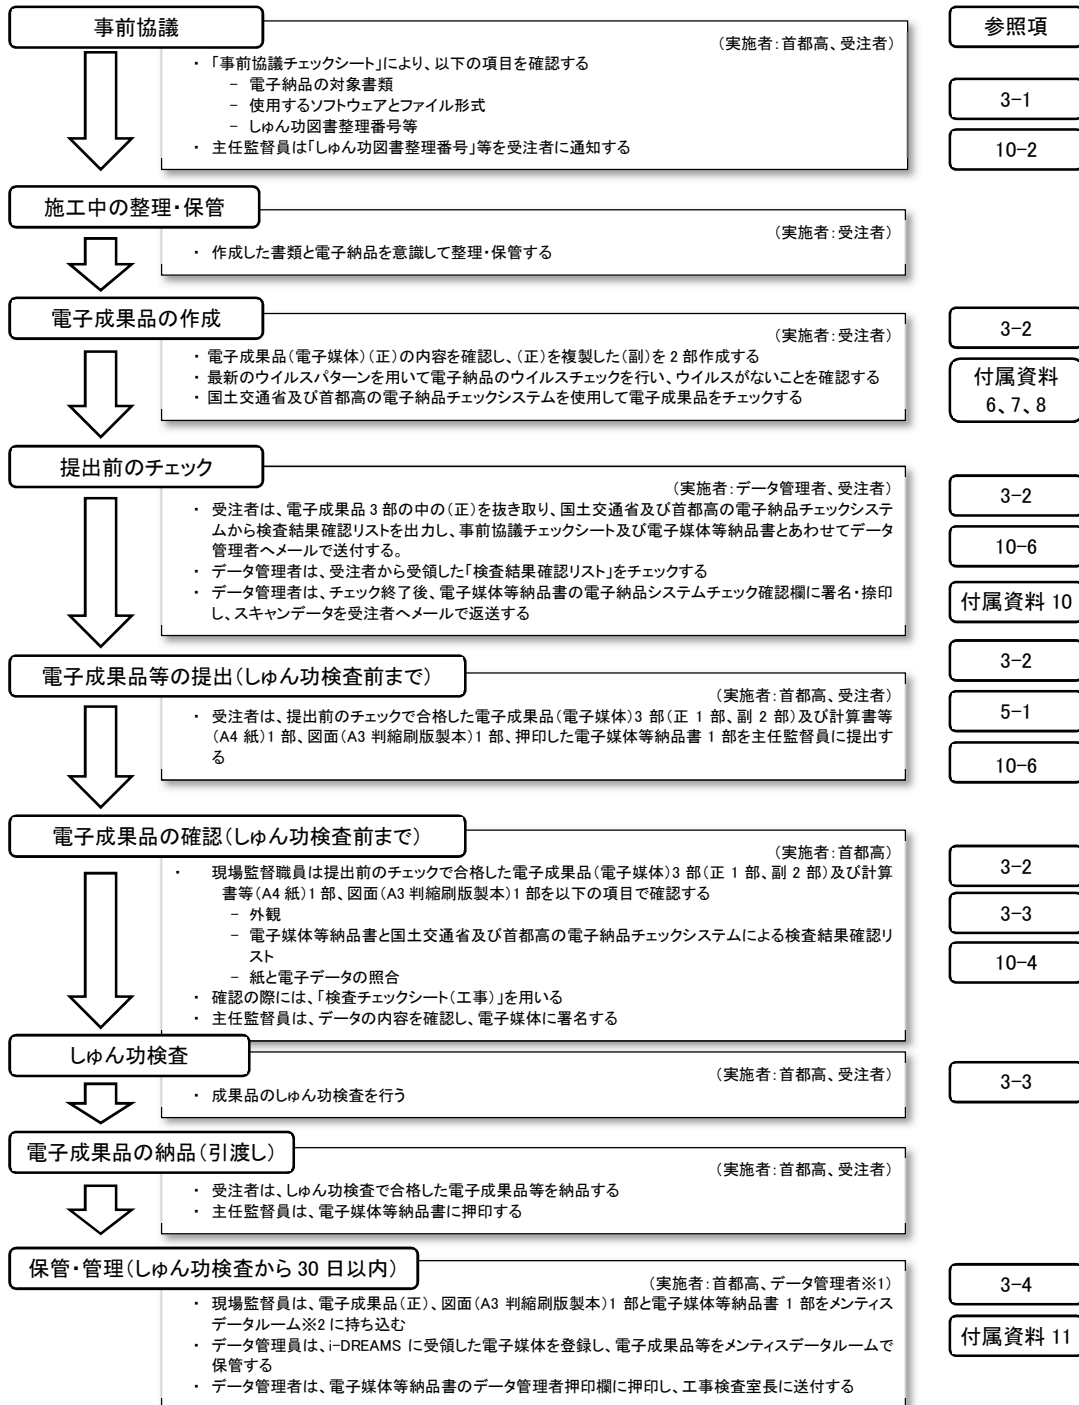 事前協議
参照項
(実施者:首都高、受注者)
・ 「事前協議チェックシート」により、以下の項目を確認する
− 電子納品の対象書類
− 使用するソフトウェアとファイル形式
− しゅん功図書整理番号等
・ 主任監督員は「しゅん功図書整理番号」等を受注者に通知する
3-1
10-2
施工中の整理・保管
(実施者:受注者)
・ 作成した書類と電子納品を意識して整理・保管する
電子成果品の作成
(実施者:受注者)
・ 電子成果品(電子媒体)(正)の内容を確認し、(正)を複製した(副)を 2 部作成する
・ 最新のウイルスパターンを用いて電子納品のウイルスチェックを行い、ウイルスがないことを確認する
・ 国土交通省及び首都高の電子納品チェックシステムを使用して電子成果品をチェックする
3-2
付属資料
6、7、8
提出前のチェック
(実施者:データ管理者、受注者)
・ 受注者は、電子成果品 3 部の中の(正)を抜き取り、国土交通省及び首都高の電子納品チェックシステ
ムから検査結果確認リストを出力し、事前協議チェックシート及び電子媒体等納品書とあわせてデータ
管理者へメールで送付する。
・ データ管理者は、受注者から受領した「検査結果確認リスト」をチェックする
・ データ管理者は、チェック終了後、電子媒体等納品書の電子納品システムチェック確認欄に署名・捺印
し、スキャンデータを受注者へメールで返送する
3-2
10-6
付属資料 10
電子成果品等の提出(しゅん功検査前まで)
(実施者:首都高、受注者)
・ 受注者は、提出前のチェックで合格した電子成果品(電子媒体)3 部(正 1 部、副 2 部)及び計算書等
(A4 紙)1 部、図面(A3 判縮刷版製本)1 部、押印した電子媒体等納品書 1 部を主任監督員に提出す
る
3-2
5-1
10-6
電子成果品の確認(しゅん功検査前まで)
(実施者:首都高)
・ 現場監督職員は提出前のチェックで合格した電子成果品(電子媒体)3 部(正 1 部、副 2 部)及び計算
書等(A4 紙)1 部、図面(A3 判縮刷版製本)1 部を以下の項目で確認する
− 外観
− 電子媒体等納品書と国土交通省及び首都高の電子納品チェックシステムによる検査結果確認リ
スト
− 紙と電子データの照合
・ 確認の際には、「検査チェックシート(工事)」を用いる
・ 主任監督員は、データの内容を確認し、電子媒体に署名する
3-2
3-3
10-4
しゅん功検査
(実施者:首都高、受注者)
・ 成果品のしゅん功検査を行う
3-3
電子成果品の納品(引渡し)
(実施者:首都高、受注者)
・ 受注者は、しゅん功検査で合格した電子成果品等を納品する
・ 主任監督員は、電子媒体等納品書に押印する
保管・管理(しゅん功検査から 30 日以内)
(実施者:首都高、データ管理者※1)
・ 現場監督員は、電子成果品(正)、図面(A3 判縮刷版製本)1 部と電子媒体等納品書 1 部をメンティス
データルーム※2 に持ち込む
・ データ管理員は、i-DREAMS に受領した電子媒体を登録し、電子成果品等をメンティスデータルームで
保管する
・ データ管理者は、電子媒体等納品書のデータ管理者押印欄に押印し、工事検査室長に送付する
3-4
付属資料 11